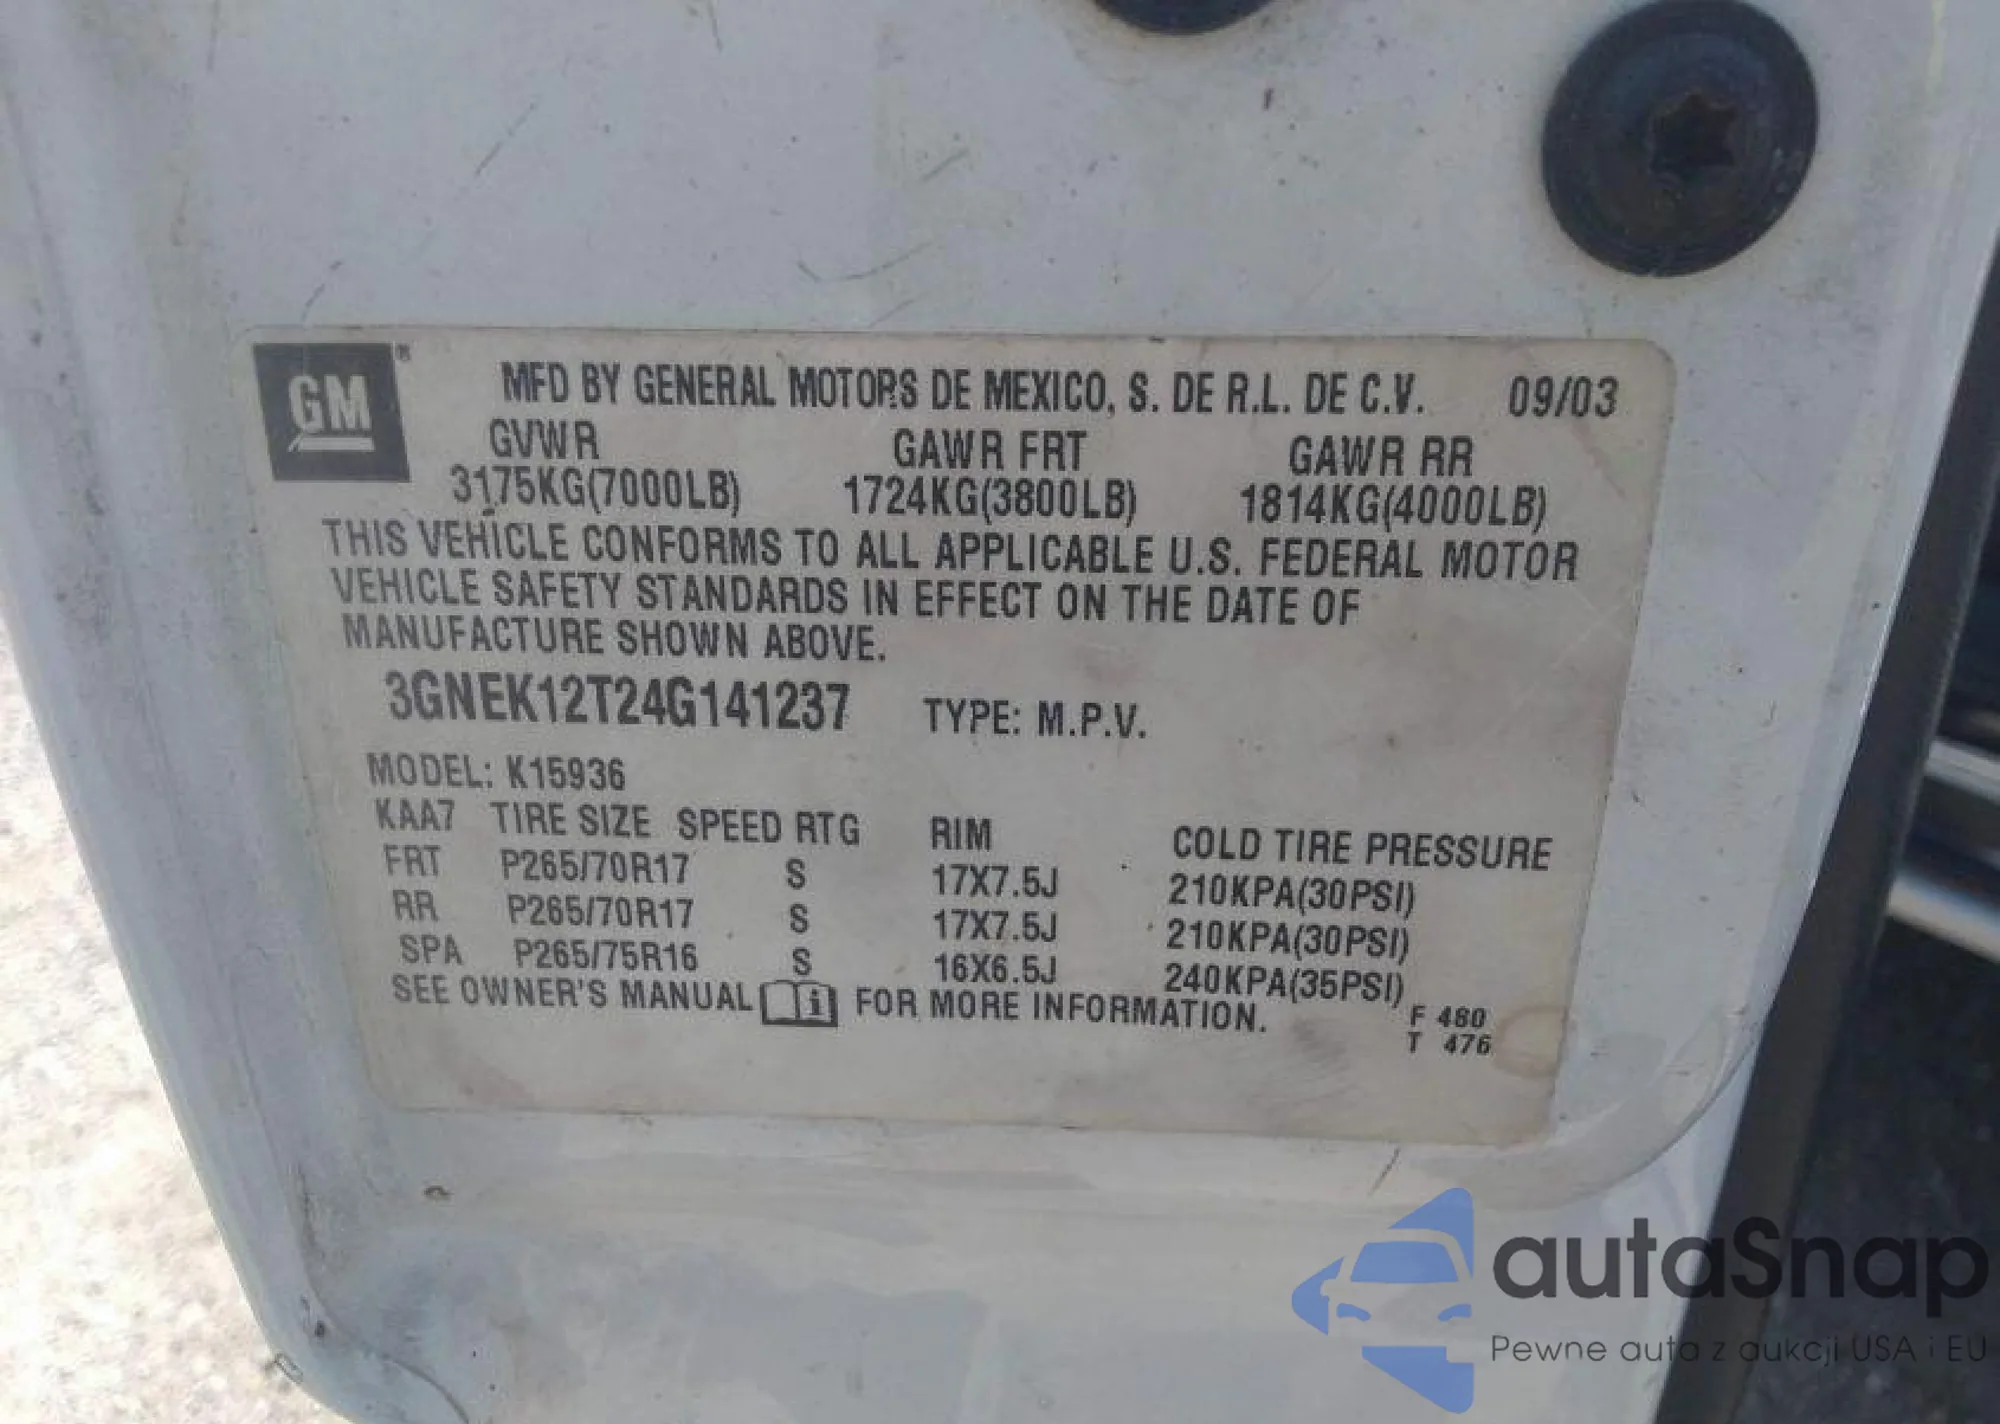 GM ®
MFD BY GENERAL MOTORS DE MEXICO, S. DE R.L. DE C.V. 09/03
GVWR GAWR FRT GAWR RR
3175KG(7000LB) 1724KG(3800LB) 1814KG(4000LB)
THIS VEHICLE CONFORMS TO ALL APPLICABLE U.S. FEDERAL MOTOR
VEHICLE SAFETY STANDARDS IN EFFECT ON THE DATE OF
MANUFACTURE SHOWN ABOVE.
3GNEK12T24G141237 TYPE: M.P.V.
MODEL: K15936
KAA7 TIRE SIZE SPEED RTG RIM COLD TIRE PRESSURE
FRT P265/70R17 S 17X7.5J 210KPA(30PSI)
RR P265/70R17 S 17X7.5J 210KPA(30PSI)
SPA P265/75R16 S 16X6.5J 240KPA(35PSI)
SEE OWNER'S MANUAL i FOR MORE INFORMATION.
F 460
T 476
autaSnap
Pewne auta z aukcji USA i EU